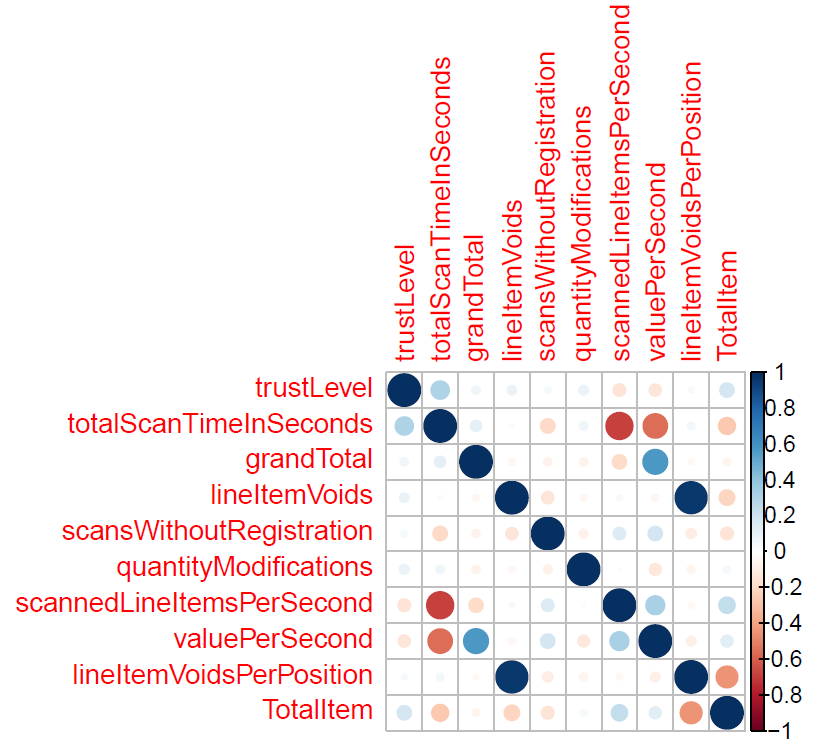 trustLevel
totalScanTimeInSeconds
grandTotal
lineItemVoids
scansWithoutRegistration
quantityModifications
scannedLineItemsPerSecond
valuePerSecond
lineItemVoidsPerPosition
TotalItem
trustLevel
totalScanTimeInSeconds
grandTotal
lineItemVoids
scansWithoutRegistration
quantityModifications
scannedLineItemsPerSecond
valuePerSecond
lineItemVoidsPerPosition
TotalItem
1
0.8
0.6
0.4
0.2
0
-0.2
-0.4
-0.6
-0.8
-1